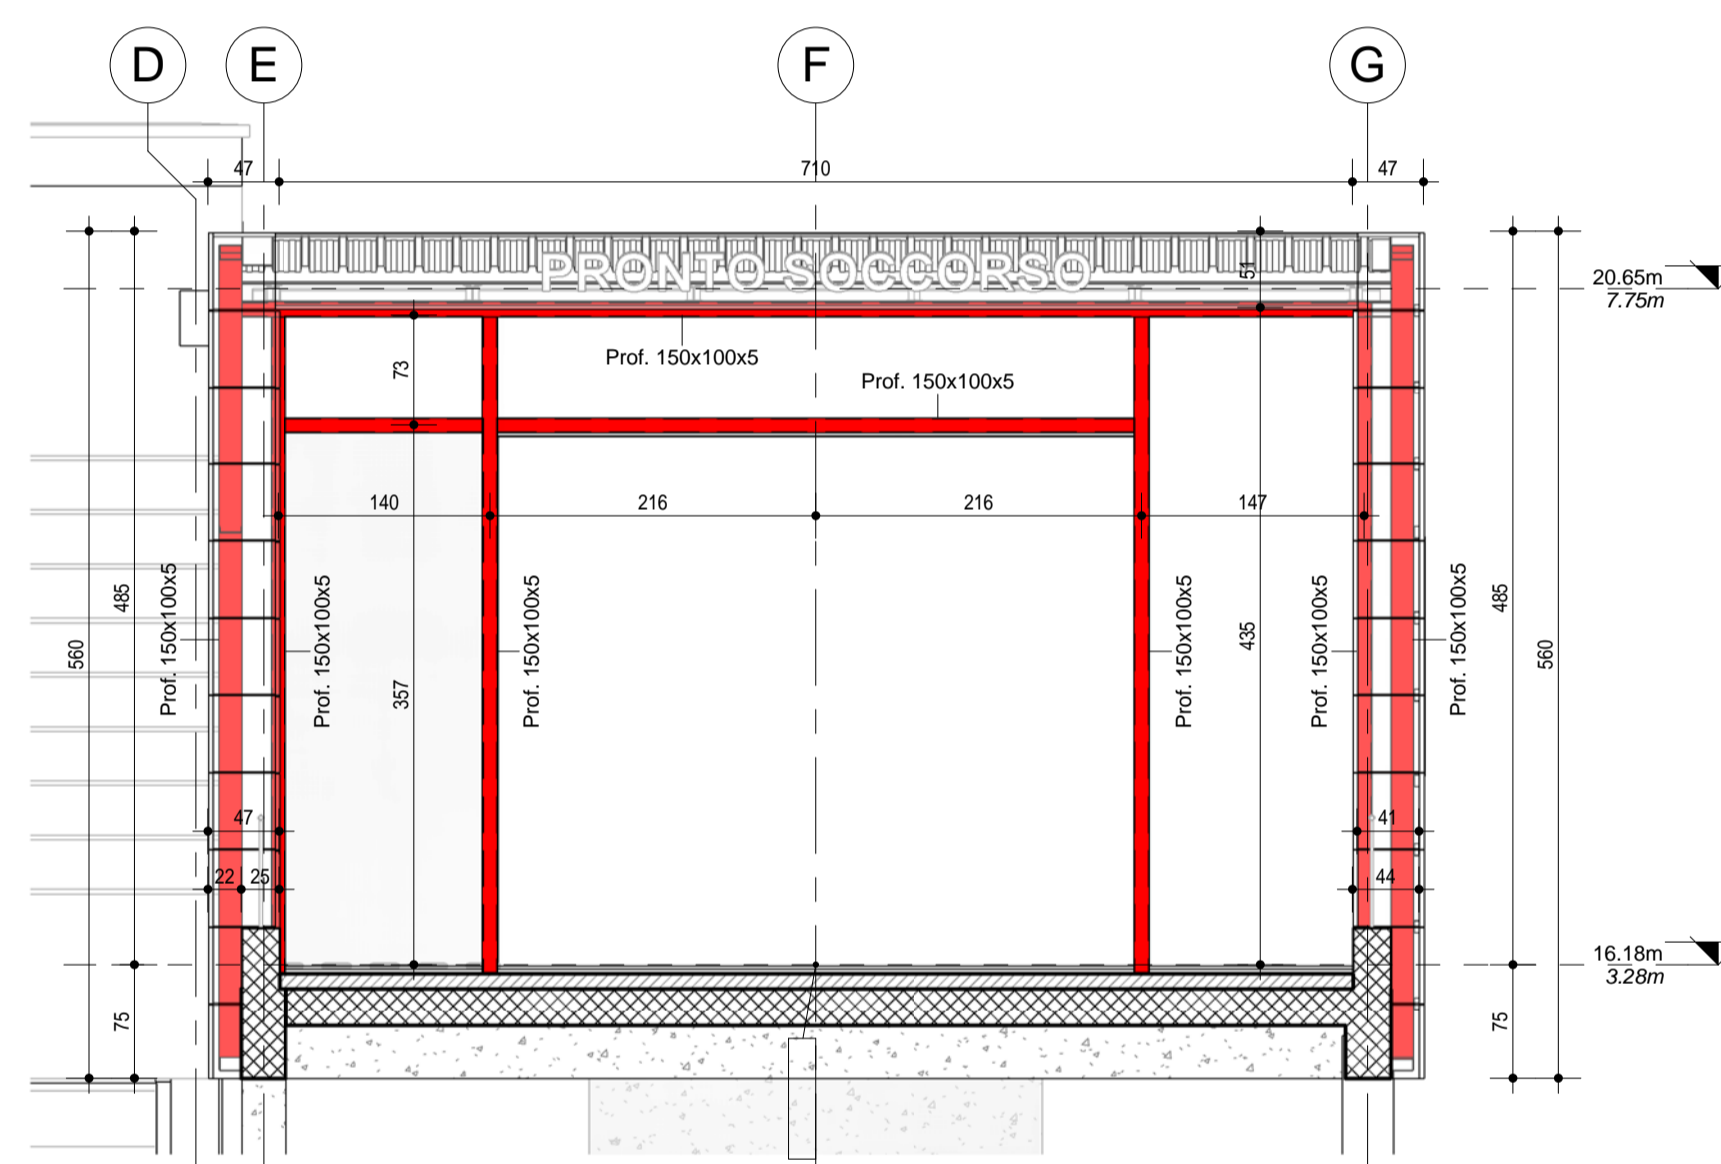 D
E
F
G
47
710
47
PRONTO SOCCORSO
51
20.65m
7.75m
Prof. 150x100x5
73
Prof. 150x100x5
140
216
216
147
485
560
Prof. 150x100x5
Prof. 150x100x5
Prof. 150x100x5
357
Prof. 150x100x5
435
Prof. 150x100x5
Prof. 150x100x5
485
560
47
41
22
25
44
16.18m
3.28m
75
75